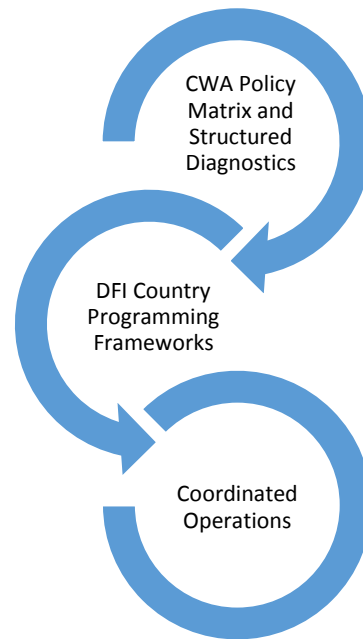 CWA Policy
Matrix and
Structured
Diagnostics
DFI Country
Programming
Frameworks
Coordinated
Operations